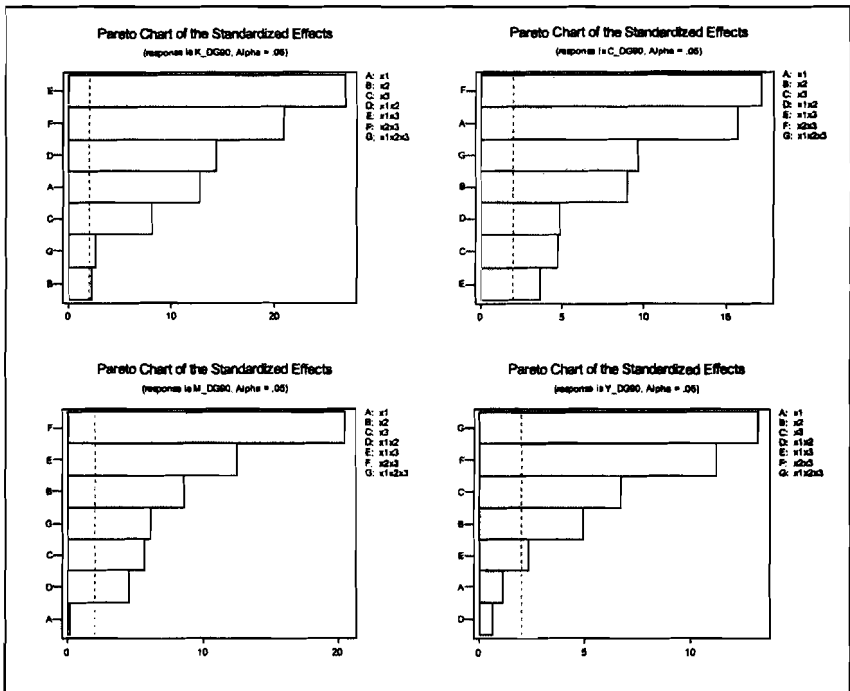 Pareto Chart of the Standardized Effects
(response is K_DG90, Alpha = .05)
E
F
D
A
C
G
B
0 10 20
A: x1
B: x2
C: x3
D: x1x2
E: x1x3
F: x2x3
G: x1x2x3
Pareto Chart of the Standardized Effects
(response is C_DG90, Alpha = .05)
F
A
G
B
D
C
E
0 5 10 15
A: x1
B: x2
C: x3
D: x1x2
E: x1x3
F: x2x3
G: x1x2x3
Pareto Chart of the Standardized Effects
(response is M_DG90, Alpha = .05)
F
E
B
G
C
D
A
0 10 20
A: x1
B: x2
C: x3
D: x1x2
E: x1x3
F: x2x3
G: x1x2x3
Pareto Chart of the Standardized Effects
(response is Y_DG90, Alpha = .05)
G
F
C
B
E
A
D
0 5 10
A: x1
B: x2
C: x3
D: x1x2
E: x1x3
F: x2x3
G: x1x2x3